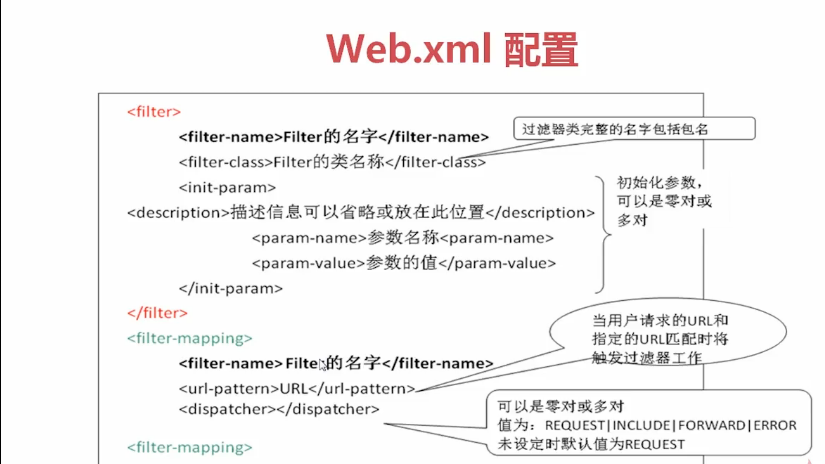 Web.xml 配置
<filter>
<filter-name>Filter的名字</filter-name>
过滤器类完整的名字包括包名
<filter-class>Filter的类名称</filter-class>
<init-param>
初始化参数，
可以是零对或
多对
<description>描述信息可以省略或放在此位置</description>
<param-name>参数名称<param-name>
<param-value>参数的值</param-value>
</init-param>
</filter>
当用户请求的URL和
指定的URL匹配时将
触发过滤器工作
<filter-mapping>
<filter-name>Filter的名字</filter-name>
<url-pattern>URL</url-pattern>
<dispatcher></dispatcher>
可以是零对或多对
值为：REQUEST|INCLUDE|FORWARD|ERROR
未设定时默认值为REQUEST
<filter-mapping>